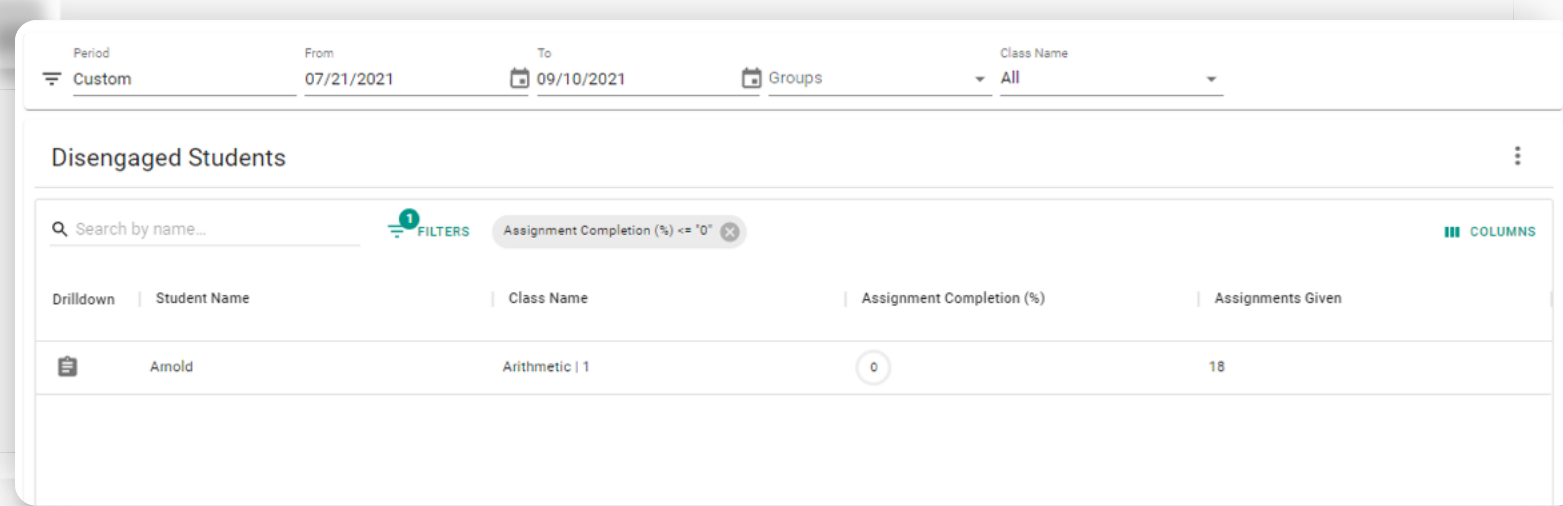 Period From To Class Name
Custom 07/21/2021 09/10/2021 Groups All
Disengaged Students
Search by name... 1 FILTERS Assignment Completion (%) <= "0" COLUMNS
Drilldown Student Name Class Name Assignment Completion (%) Assignments Given
Arnold Arithmetic | 1 0 18